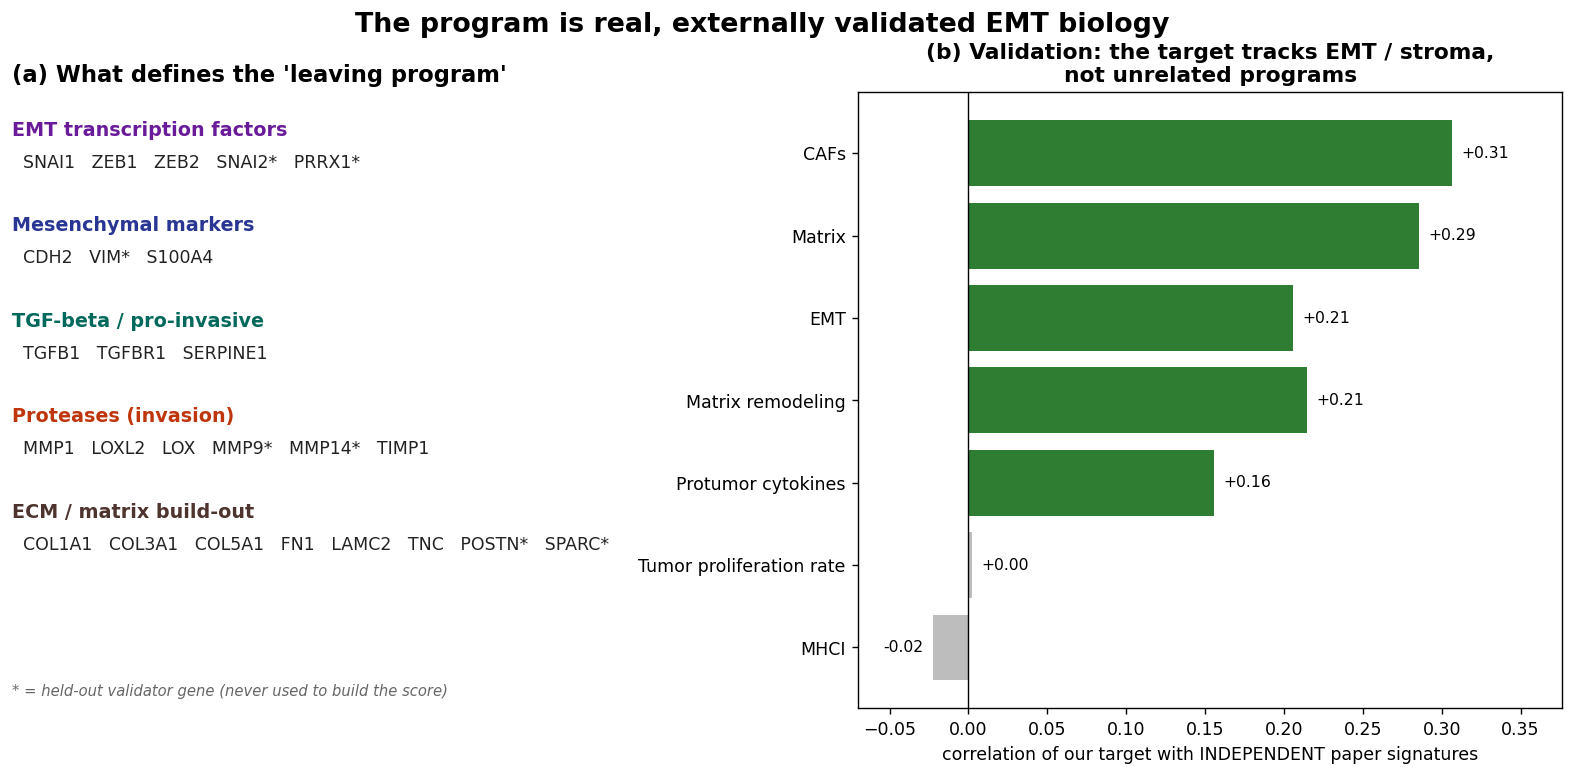 The program is real, externally validated EMT biology
(a) What defines the 'leaving program'
EMT transcription factors
SNAI1 ZEB1 ZEB2 SNAI2* PRRX1*
Mesenchymal markers
CDH2 VIM* S100A4
TGF-beta / pro-invasive
TGFB1 TGFBR1 SERPINE1
Proteases (invasion)
MMP1 LOXL2 LOX MMP9* MMP14* TIMP1
ECM / matrix build-out
COL1A1 COL3A1 COL5A1 FN1 LAMC2 TNC POSTN* SPARC*
* = held-out validator gene (never used to build the score)
(b) Validation: the target tracks EMT / stroma,
not unrelated programs
CAFs +0.31
Matrix +0.29
EMT +0.21
Matrix remodeling +0.21
Protumor cytokines +0.16
Tumor proliferation rate +0.00
MHCI -0.02
−0.05 0.00 0.05 0.10 0.15 0.20 0.25 0.30 0.35
correlation of our target with INDEPENDENT paper signatures